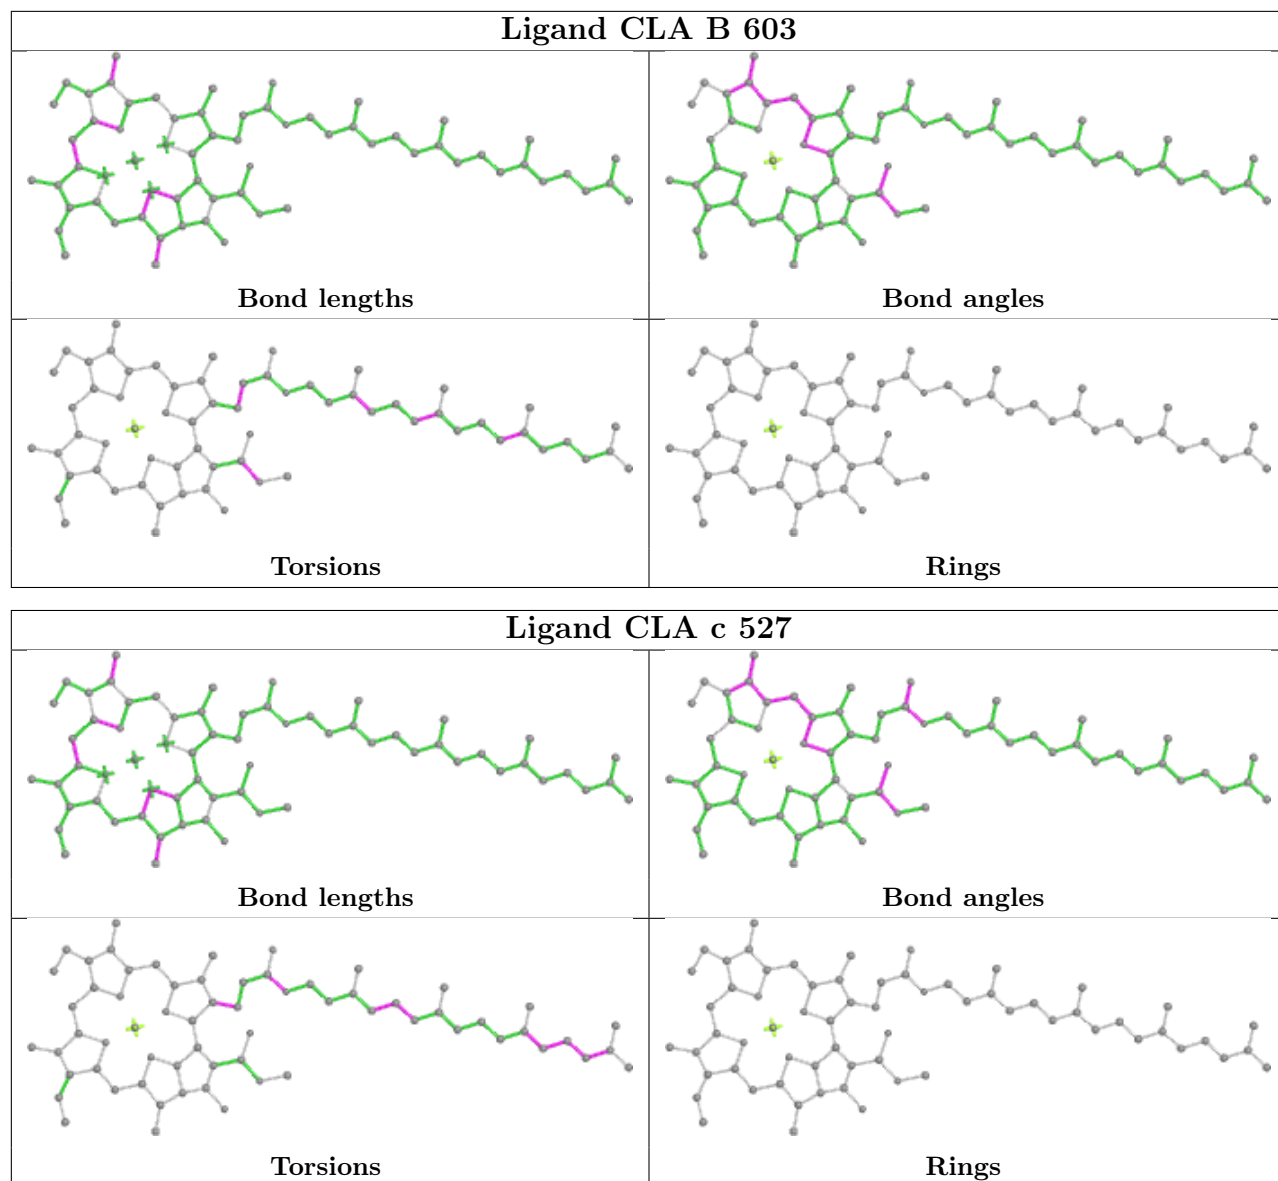 Ligand CLA B 603
Bond lengths
Bond angles
Torsions
Rings
Ligand CLA c 527
Bond lengths
Bond angles
Torsions
Rings